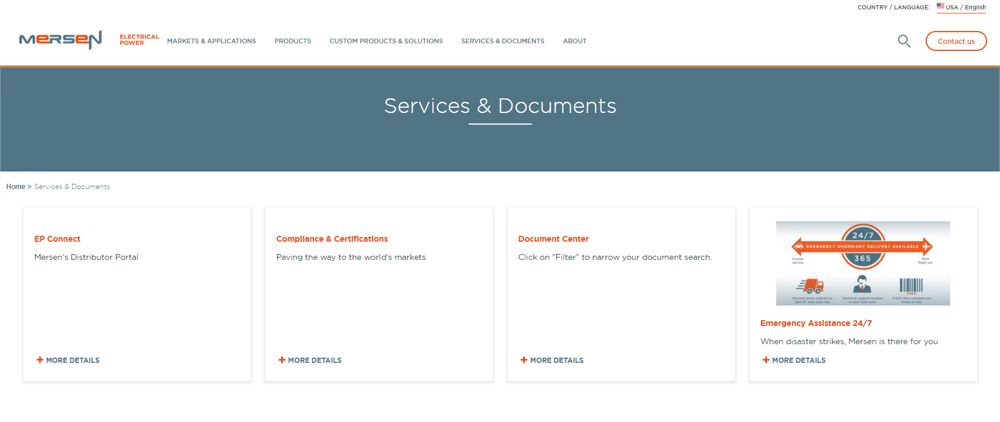 COUNTRY / LANGUAGE: USA / English
MERSEN
ELECTRICAL
POWER
MARKETS & APPLICATIONS PRODUCTS CUSTOM PRODUCTS & SOLUTIONS SERVICES & DOCUMENTS ABOUT
Contact us
Services & Documents
Home > Services & Documents
EP Connect
Mersen's Distributor Portal
+ MORE DETAILS
Compliance & Certifications
Paving the way to the world's markets
+ MORE DETAILS
Document Center
Click on "Filter" to narrow your document search.
+ MORE DETAILS
24/7
EMERGENCY OVERNIGHT DELIVERY AVAILABLE
365
Courier
service
Next
flight out
Stocked items ordered by
2pm ET ship same day
Technical support located
in your time zone
3,200 SKUs stocked and
ready to ship
Emergency Assistance 24/7
When disaster strikes, Mersen is there for you
+ MORE DETAILS